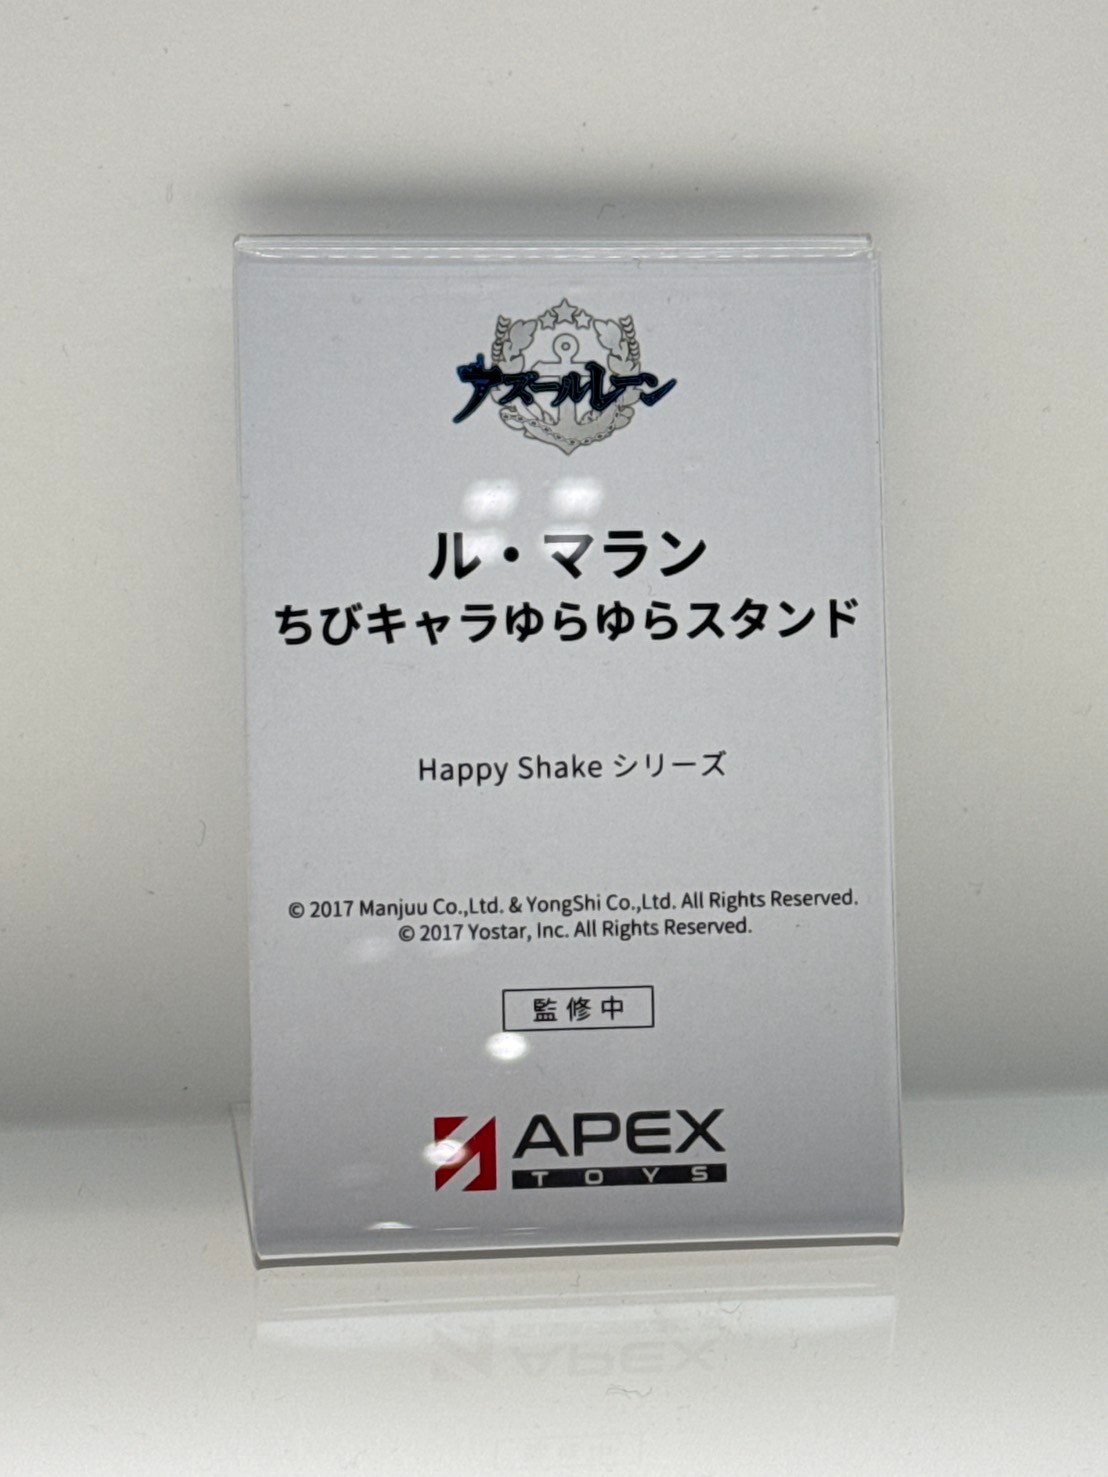 アズールレーン
ル・マラン
ちびキャラゆらゆらスタンド
Happy Shake シリーズ
© 2017 Manjuu Co.,Ltd. & YongShi Co.,Ltd. All Rights Reserved.
© 2017 Yostar, Inc. All Rights Reserved.
監修中
APEX
TOYS